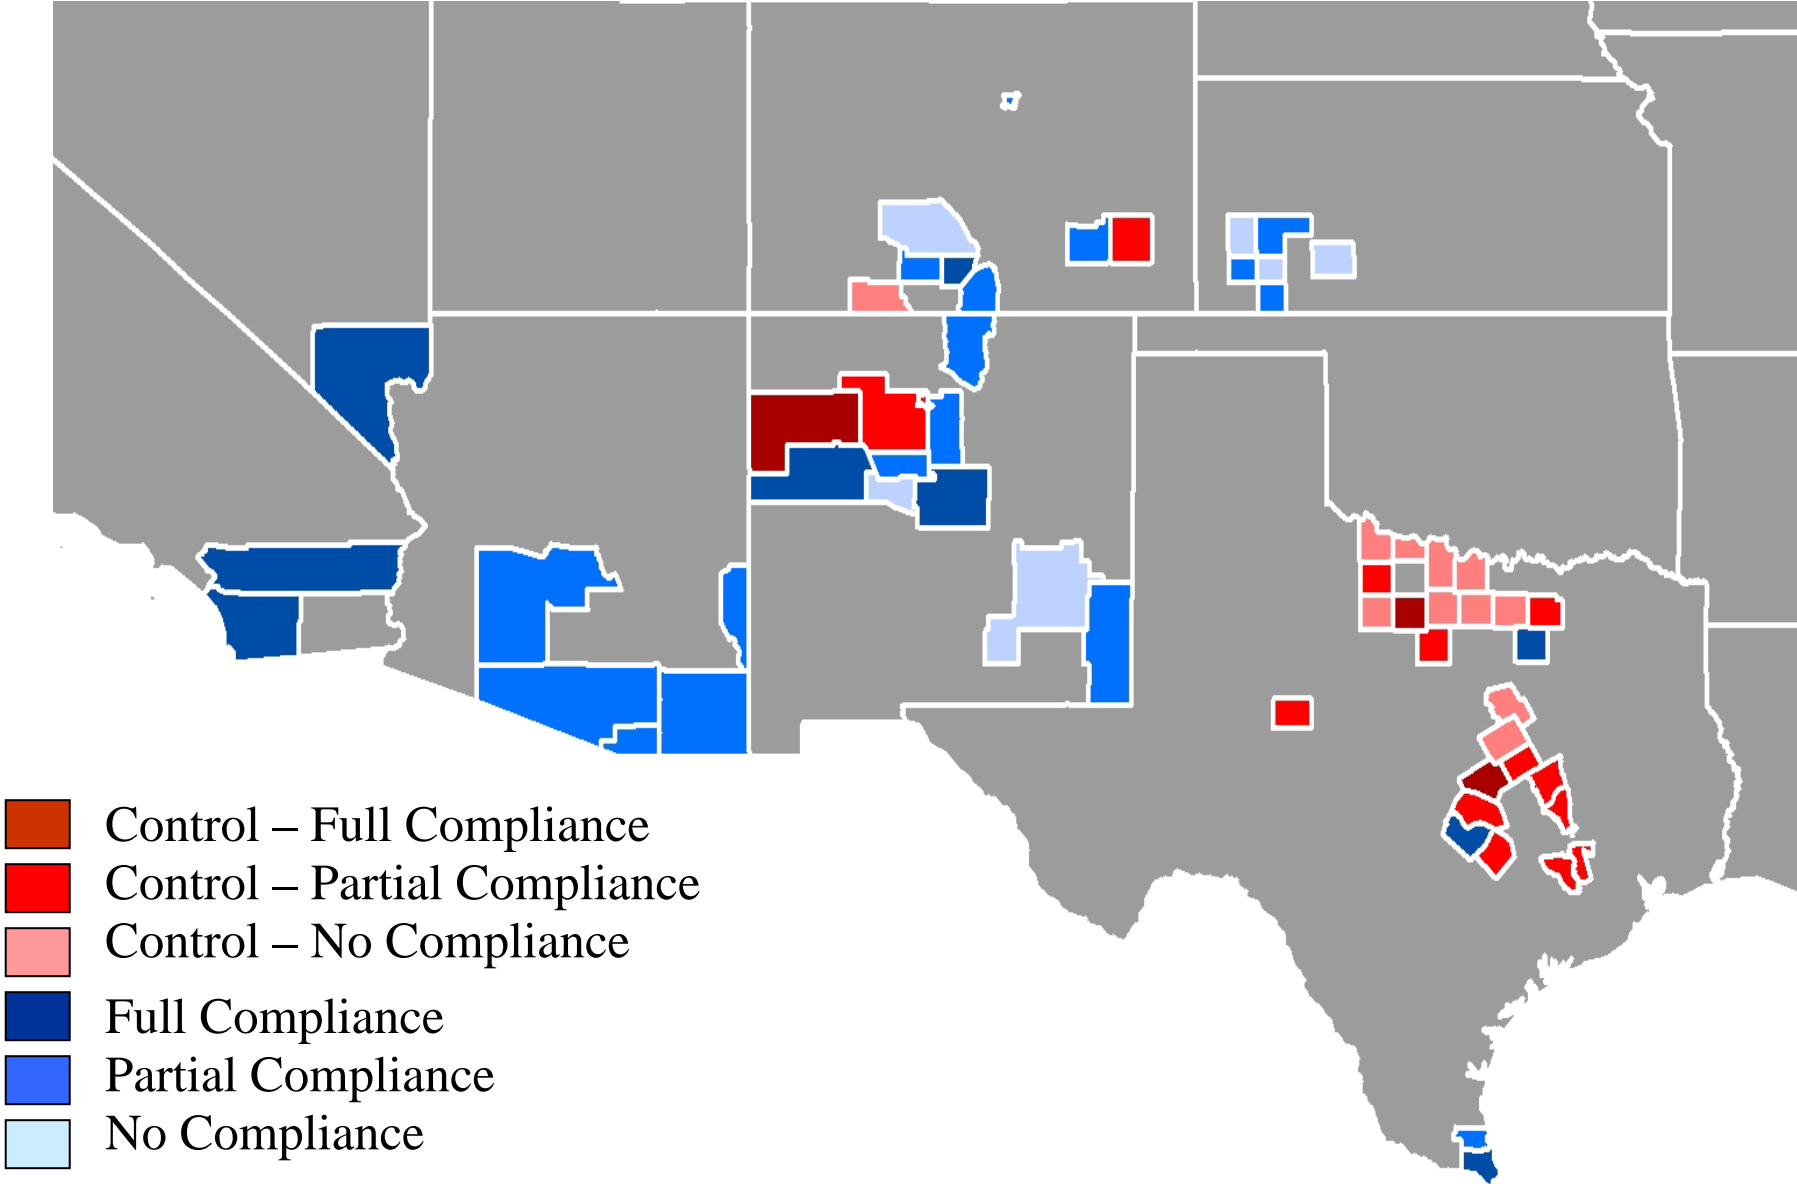 Control – Full Compliance
Control – Partial Compliance
Control – No Compliance
Full Compliance
Partial Compliance
No Compliance